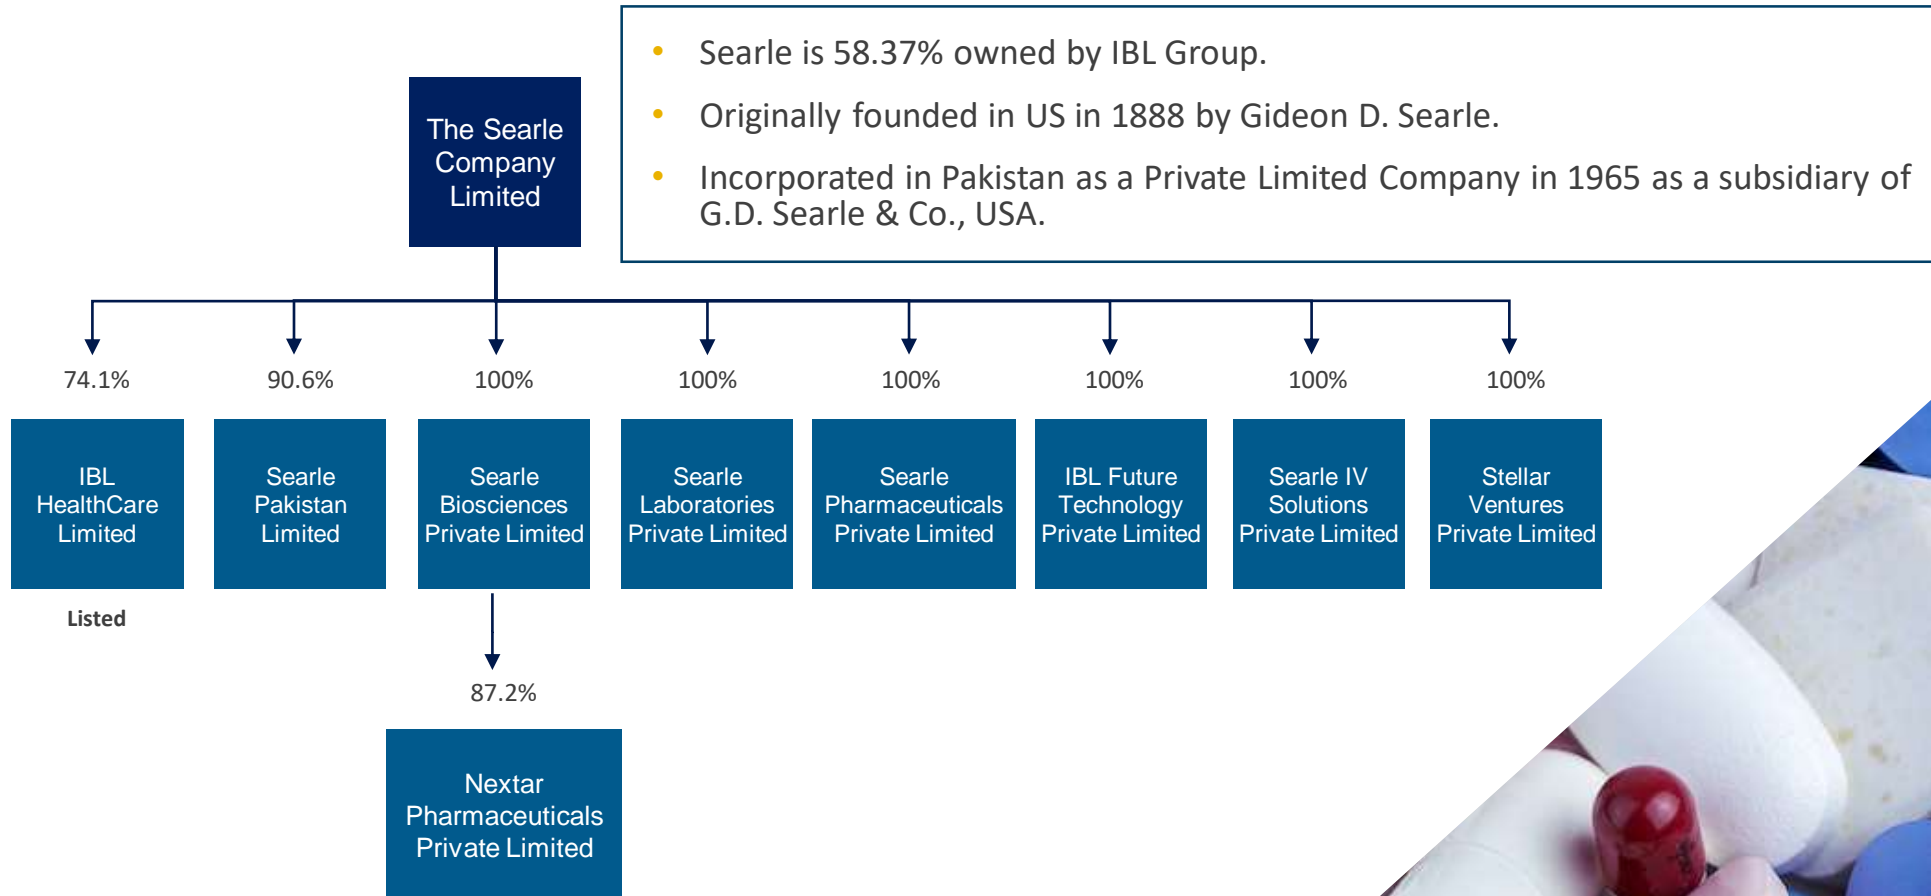 • Searle is 58.37% owned by IBL Group.
• Originally founded in US in 1888 by Gideon D. Searle.
• Incorporated in Pakistan as a Private Limited Company in 1965 as a subsidiary of
G.D. Searle & Co., USA.
The Searle
Company
Limited
74.1%
90.6%
100%
100%
100%
100%
100%
100%
IBL
HealthCare
Limited
Searle
Pakistan
Limited
Searle
Biosciences
Private Limited
Searle
Laboratories
Private Limited
Searle
Pharmaceuticals
Private Limited
IBL Future
Technology
Private Limited
Searle IV
Solutions
Private Limited
Stellar
Ventures
Private Limited
Listed
87.2%
Nextar
Pharmaceuticals
Private Limited